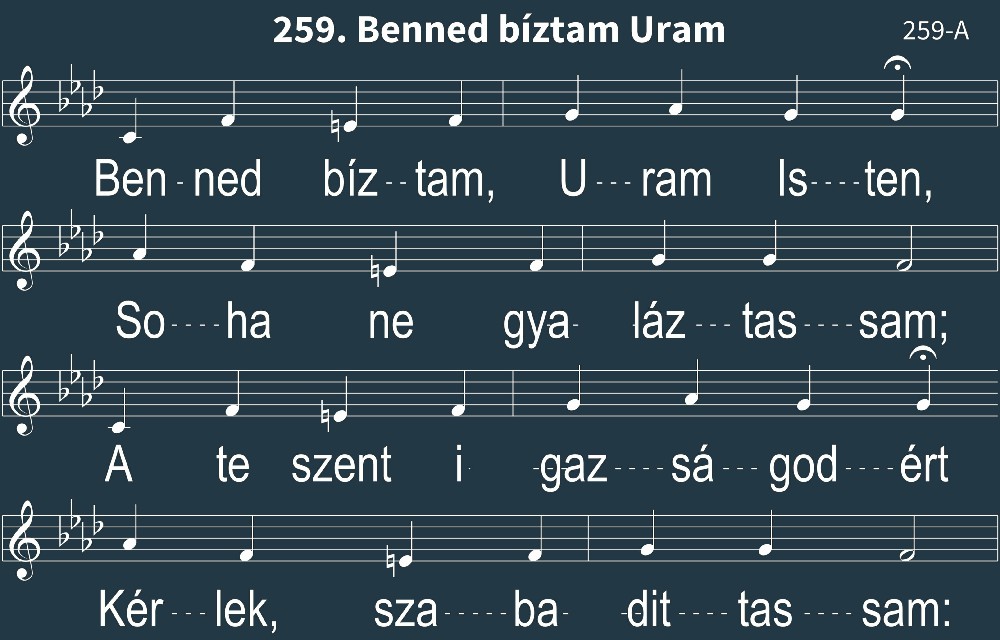 259. Benned bíztam Uram
259-A
Ben-ned bíz--tam, U---ram Is----ten,
So----ha ne gya- láz---tas----sam;
A te szent i- -gaz----sá---god----ért
Kér---lek, sza-----ba- -dit----tas----sam: